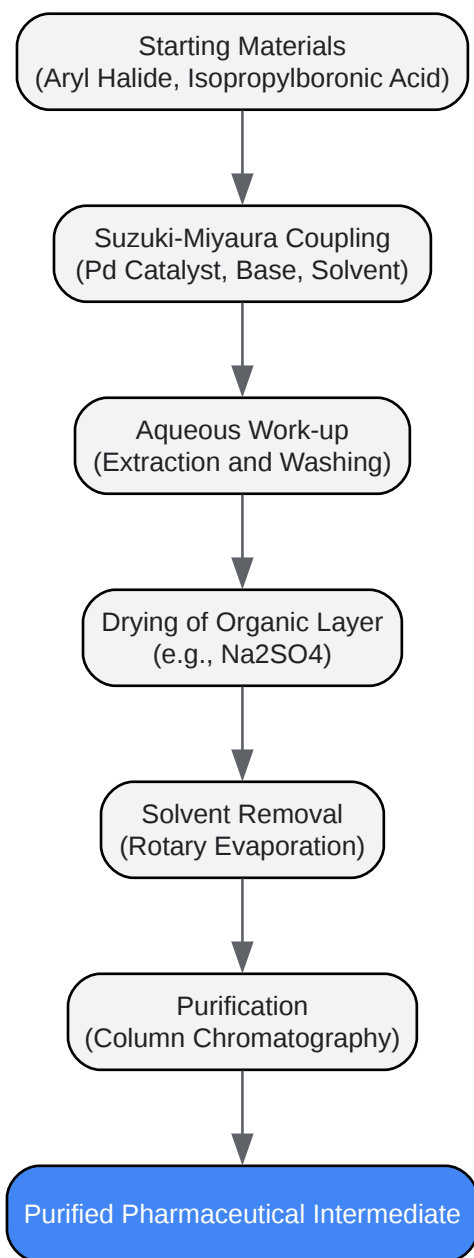 Starting Materials
(Aryl Halide, Isopropylboronic Acid)
Suzuki-Miyaura Coupling
(Pd Catalyst, Base, Solvent)
Aqueous Work-up
(Extraction and Washing)
Drying of Organic Layer
(e.g., Na2SO4)
Solvent Removal
(Rotary Evaporation)
Purification
(Column Chromatography)
Purified Pharmaceutical Intermediate